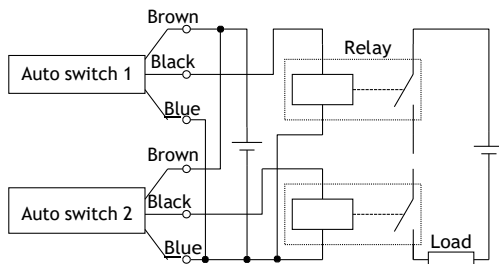 Brown
Relay
Black
Auto switch 1
Blue
Brown
Black
Auto switch 2
Blue
Load